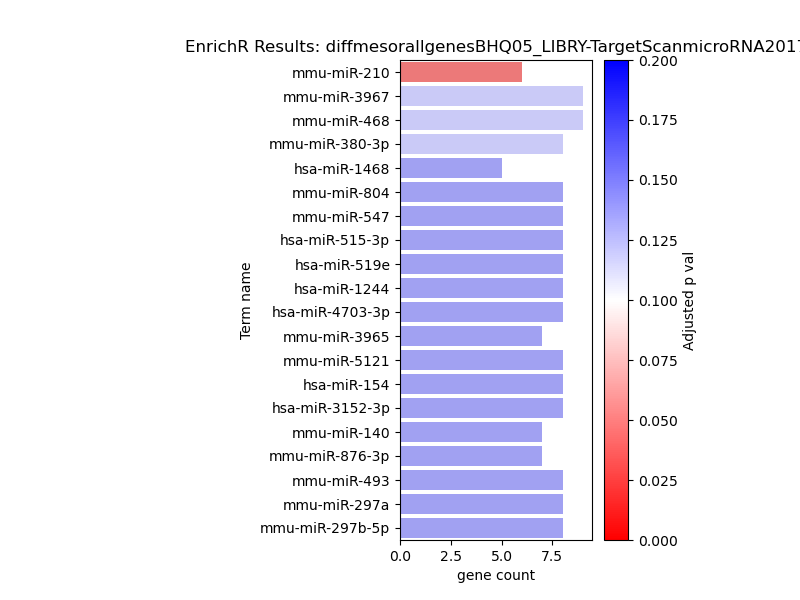 EnrichR Results: diffmesorallgenesBHQ05_LIBRY-TargetScanmicroRNA2017
mmu-miR-210
mmu-miR-3967
mmu-miR-468
mmu-miR-380-3p
hsa-miR-1468
mmu-miR-804
mmu-miR-547
hsa-miR-515-3p
hsa-miR-519e
hsa-miR-1244
hsa-miR-4703-3p
mmu-miR-3965
mmu-miR-5121
hsa-miR-154
hsa-miR-3152-3p
mmu-miR-140
mmu-miR-876-3p
mmu-miR-493
mmu-miR-297a
mmu-miR-297b-5p
Term name
0.0 2.5 5.0 7.5
gene count
0.200
0.175
0.150
0.125
0.100
0.075
0.050
0.025
0.000
Adjusted p val